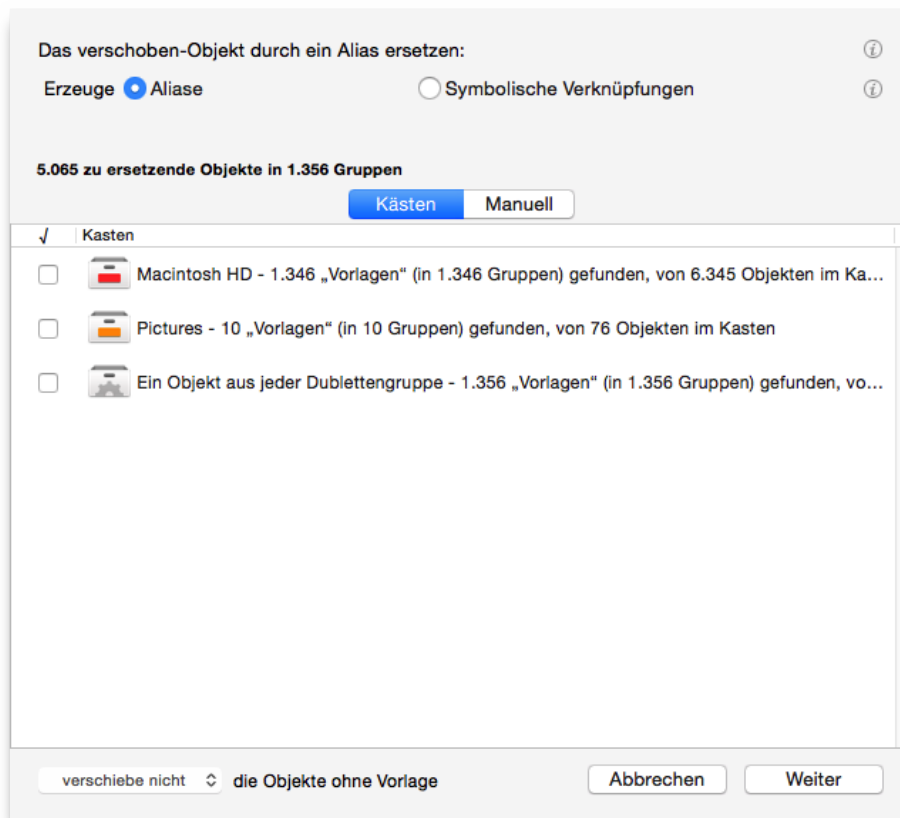 Das verschoben-Objekt durch ein Alias ersetzen:
Erzeuge Aliase Symbolische Verknüpfungen
5.065 zu ersetzende Objekte in 1.356 Gruppen
Kästen Manuell
√ Kasten
Macintosh HD - 1.346 „Vorlagen“ (in 1.346 Gruppen) gefunden, von 6.345 Objekten im Ka...
Pictures - 10 „Vorlagen“ (in 10 Gruppen) gefunden, von 76 Objekten im Kasten
Ein Objekt aus jeder Dublettengruppe - 1.356 „Vorlagen“ (in 1.356 Gruppen) gefunden, vo...
verschiebe nicht die Objekte ohne Vorlage Abbrechen Weiter